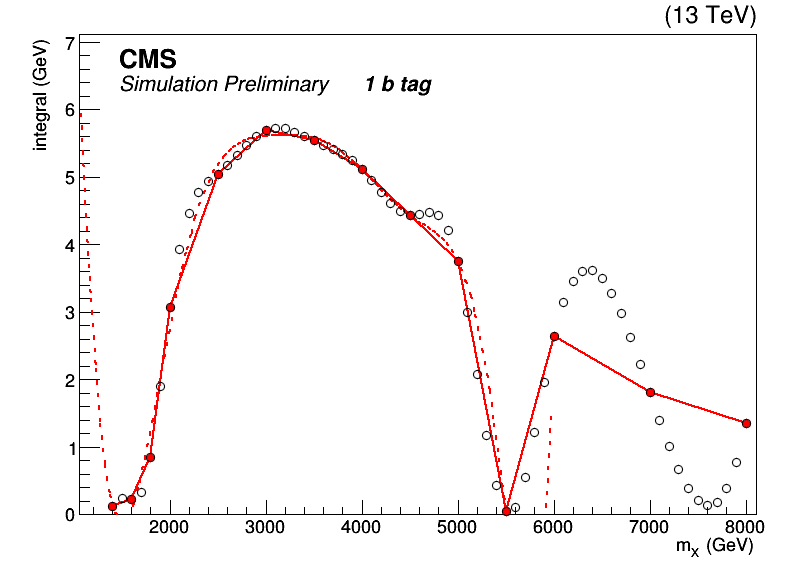 (13 TeV)
integral (GeV)
CMS
Simulation Preliminary 1 b tag
7
6
5
4
3
2
1
0
2000 3000 4000 5000 6000 7000 8000
mX (GeV)